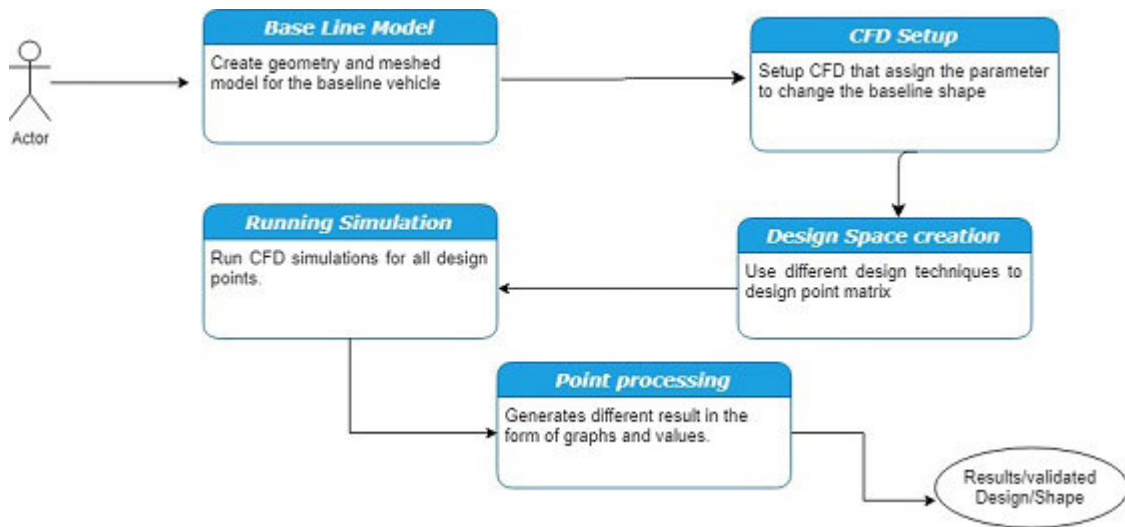 Actor
Base Line Model
Create geometry and meshed
model for the baseline vehicle
CFD Setup
Setup CFD that assign the parameter
to change the baseline shape
Design Space creation
Use different design techniques to
design point matrix
Running Simulation
Run CFD simulations for all design
points.
Point processing
Generates different result in the
form of graphs and values.
Results/validated
Design/Shape